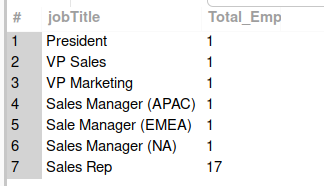 # jobTitle Total_Emp
1 President 1
2 VP Sales 1
3 VP Marketing 1
4 Sales Manager (APAC) 1
5 Sale Manager (EMEA) 1
6 Sales Manager (NA) 1
7 Sales Rep 17